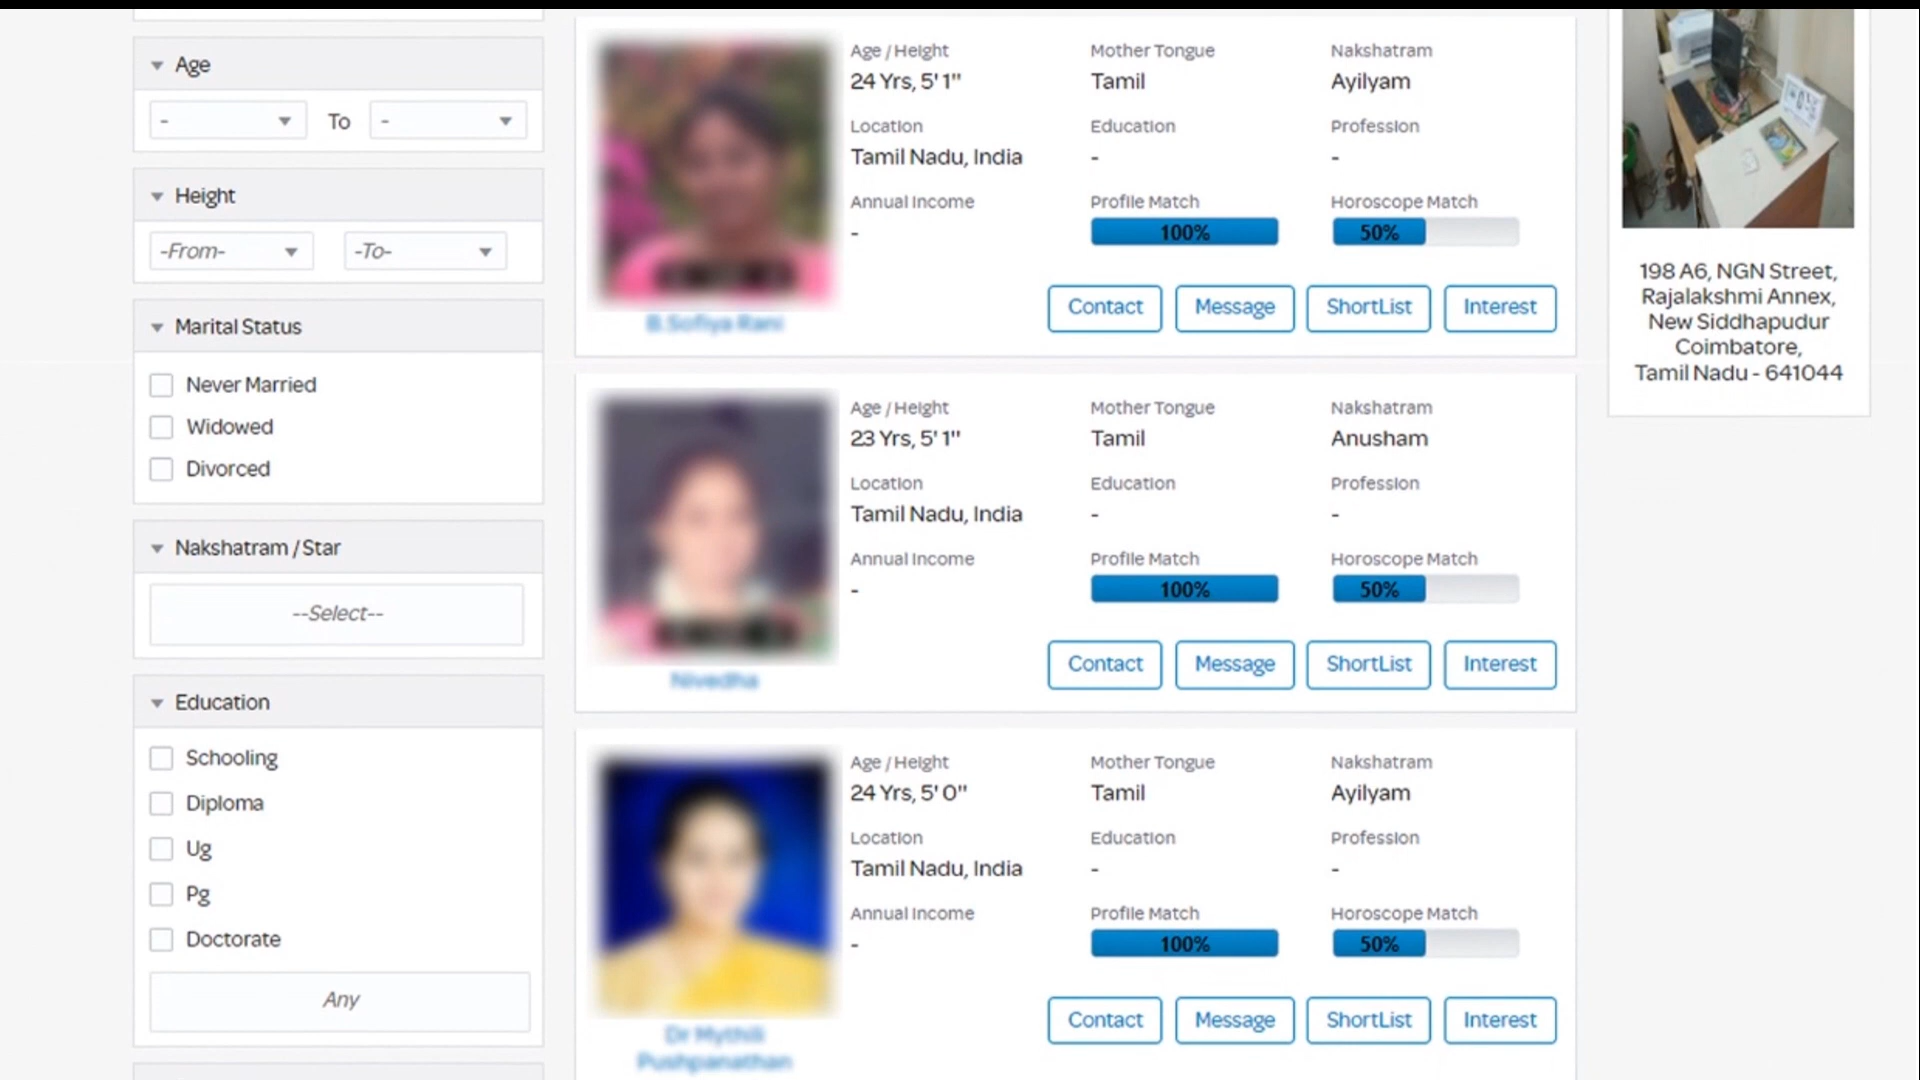 Age
-
To
-
Height
-From-
-To-
Marital Status
Never Married
Widowed
Divorced
Nakshatram / Star
--Select--
Education
Schooling
Diploma
Ug
Pg
Doctorate
Any
Age / Height
Mother Tongue
Nakshatram
24 Yrs, 5' 1"
Tamil
Ayilyam
Location
Education
Profession
Tamil Nadu, India
-
-
Annual Income
Profile Match
Horoscope Match
-
100%
50%
Contact
Message
ShortList
Interest
Age / Height
Mother Tongue
Nakshatram
23 Yrs, 5' 1"
Tamil
Anusham
Location
Education
Profession
Tamil Nadu, India
-
-
Annual Income
Profile Match
Horoscope Match
-
100%
50%
Contact
Message
ShortList
Interest
Age / Height
Mother Tongue
Nakshatram
24 Yrs, 5' 0"
Tamil
Ayilyam
Location
Education
Profession
Tamil Nadu, India
-
-
Annual Income
Profile Match
Horoscope Match
-
100%
50%
Contact
Message
ShortList
Interest
198 A6, NGN Street,
Rajalakshmi Annex,
New Siddhapudur
Coimbatore,
Tamil Nadu - 641044